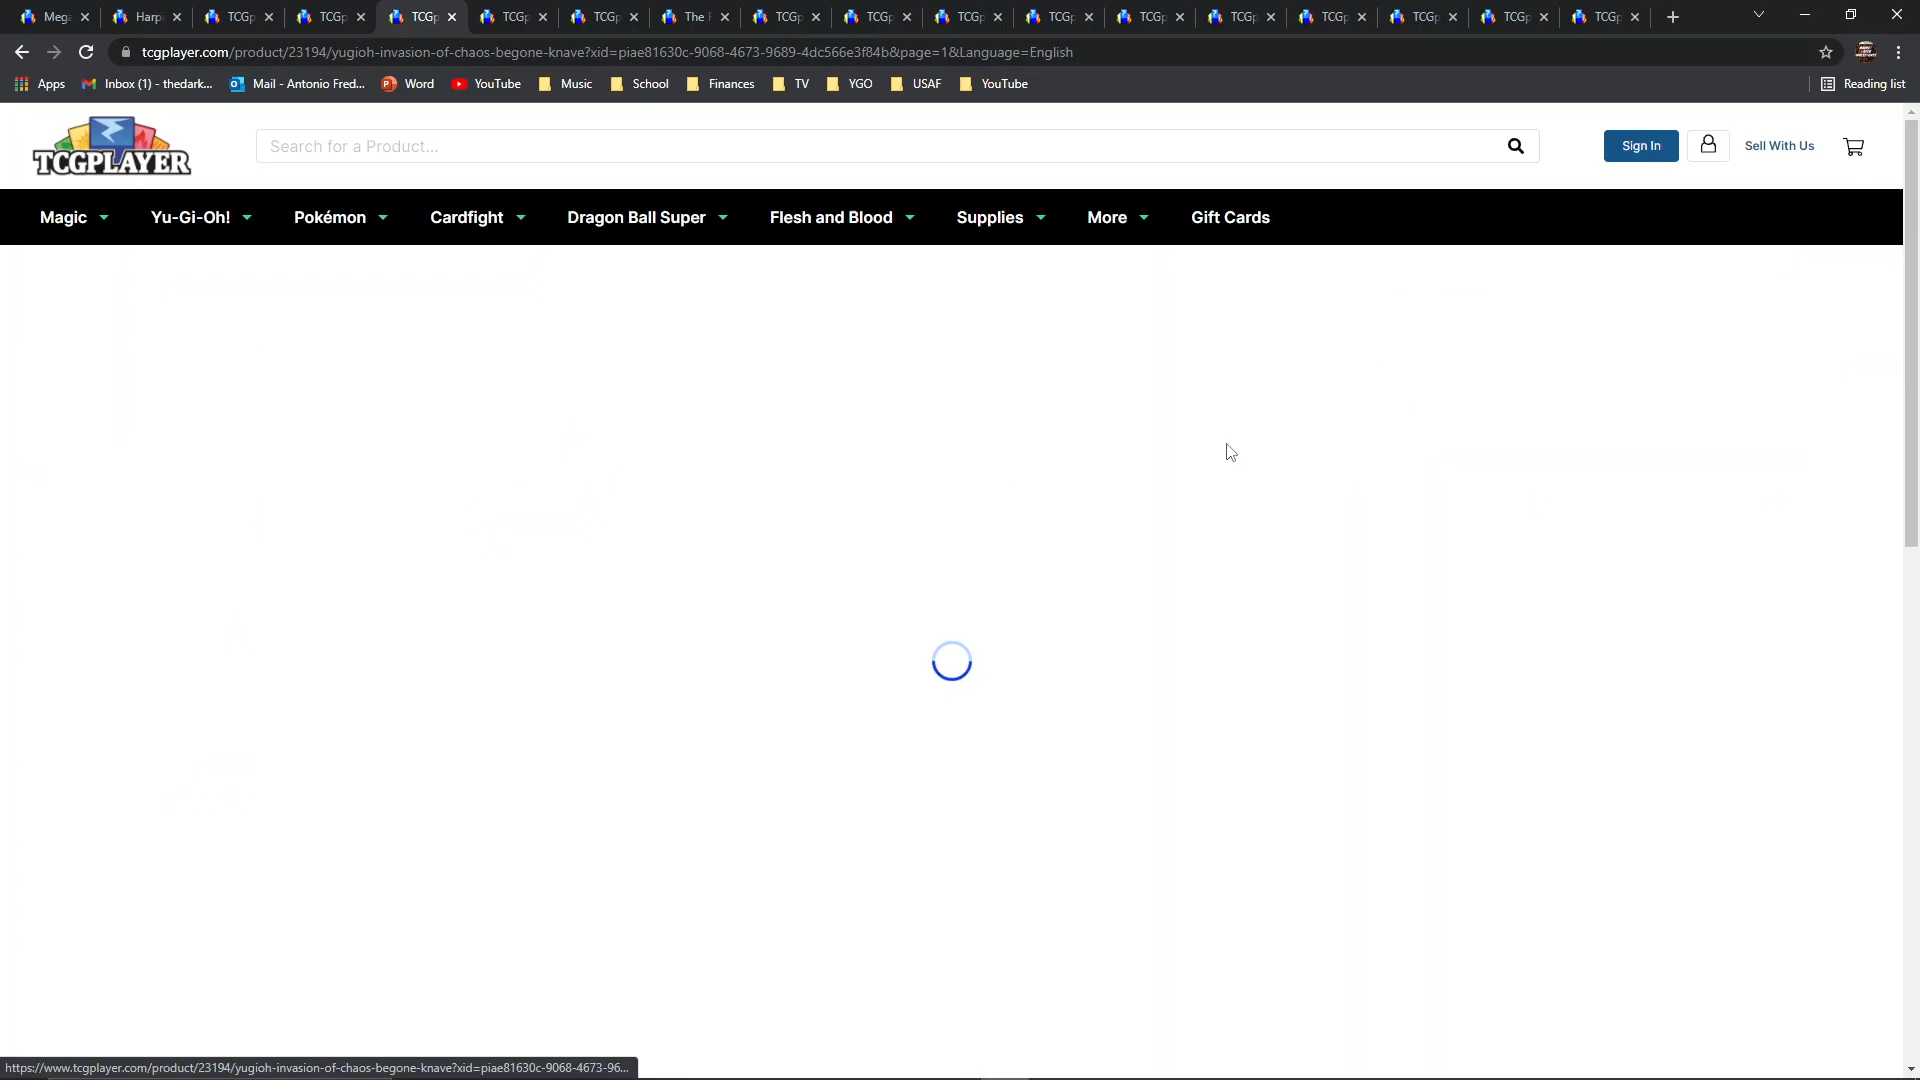 Mega Harp TCGp TCGp TCGp TCGp TCGp The F TCGp TCGp TCGp TCGp TCGp TCGp TCGp TCGp TCGp TCGp
tcgplayer.com/product/23194/yugioh-invasion-of-chaos-begone-knave?xid=piae81630c-9068-4673-9689-4dc566e3f84b&page=1&Language=English
Apps Inbox (1) - thedark... Mail - Antonio Fred... Word YouTube Music School Finances TV YGO USAF YouTube Reading list
TCGPLAYER Search for a Product... Sign In Sell With Us
Magic Yu-Gi-Oh! Pokémon Cardfight Dragon Ball Super Flesh and Blood Supplies More Gift Cards
https://www.tcgplayer.com/product/23194/yugioh-invasion-of-chaos-begone-knave?xid=piae81630c-9068-4673-96...